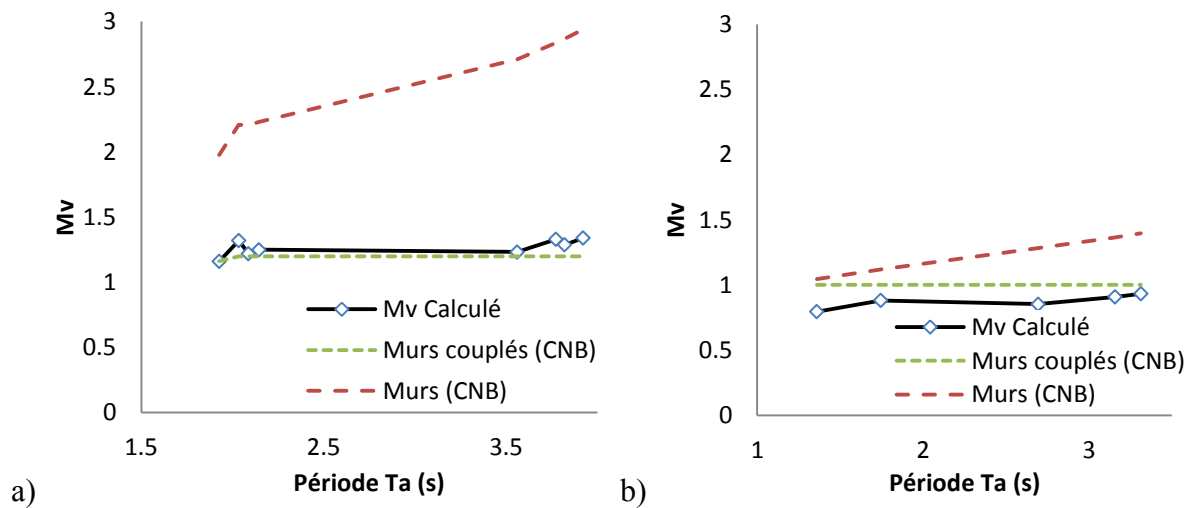 3
2.5
2
1.5
1
0.5
0
Mv
Mv Calculé
Murs couplés (CNB)
Murs (CNB)
1.5
2.5
3.5
Période Ta (s)
a)
3
2.5
2
1.5
1
0.5
0
Mv
Mv Calculé
Murs couplés (CNB)
Murs (CNB)
1
2
3
Période Ta (s)
b)